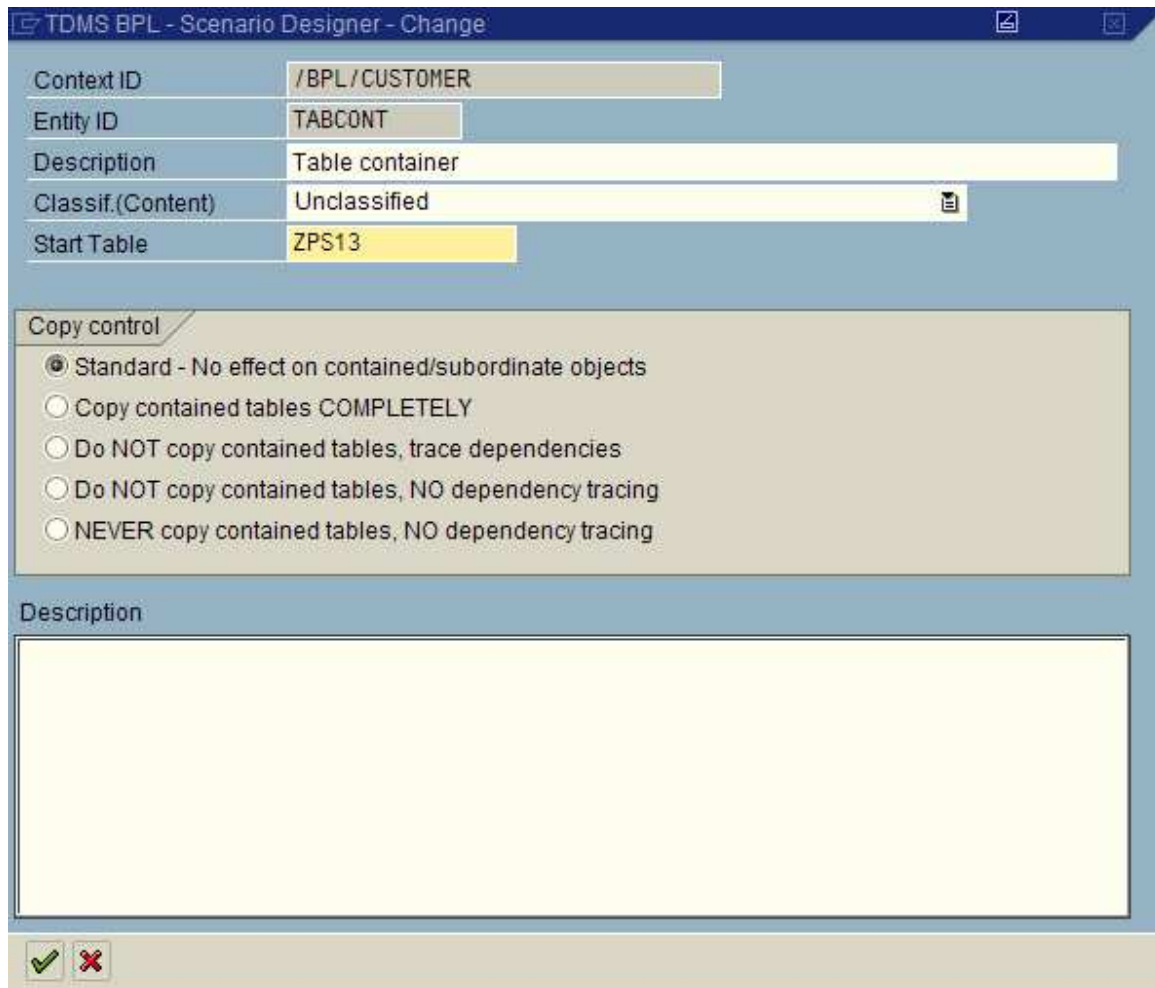 TDMS BPL - Scenario Designer - Change
Context ID /BPL/CUSTOMER
Entity ID TABCONT
Description Table container
Classif.(Content) Unclassified
Start Table ZPS13
Copy control
Standard - No effect on contained/subordinate objects
Copy contained tables COMPLETELY
Do NOT copy contained tables, trace dependencies
Do NOT copy contained tables, NO dependency tracing
NEVER copy contained tables, NO dependency tracing
Description